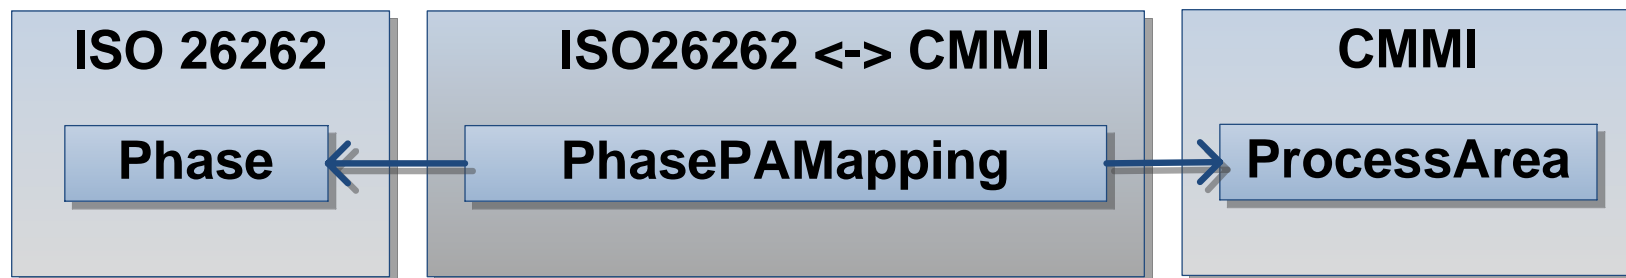 ISO 26262
ISO26262 <-> CMMI
CMMI
Phase
PhasePAMapping
ProcessArea